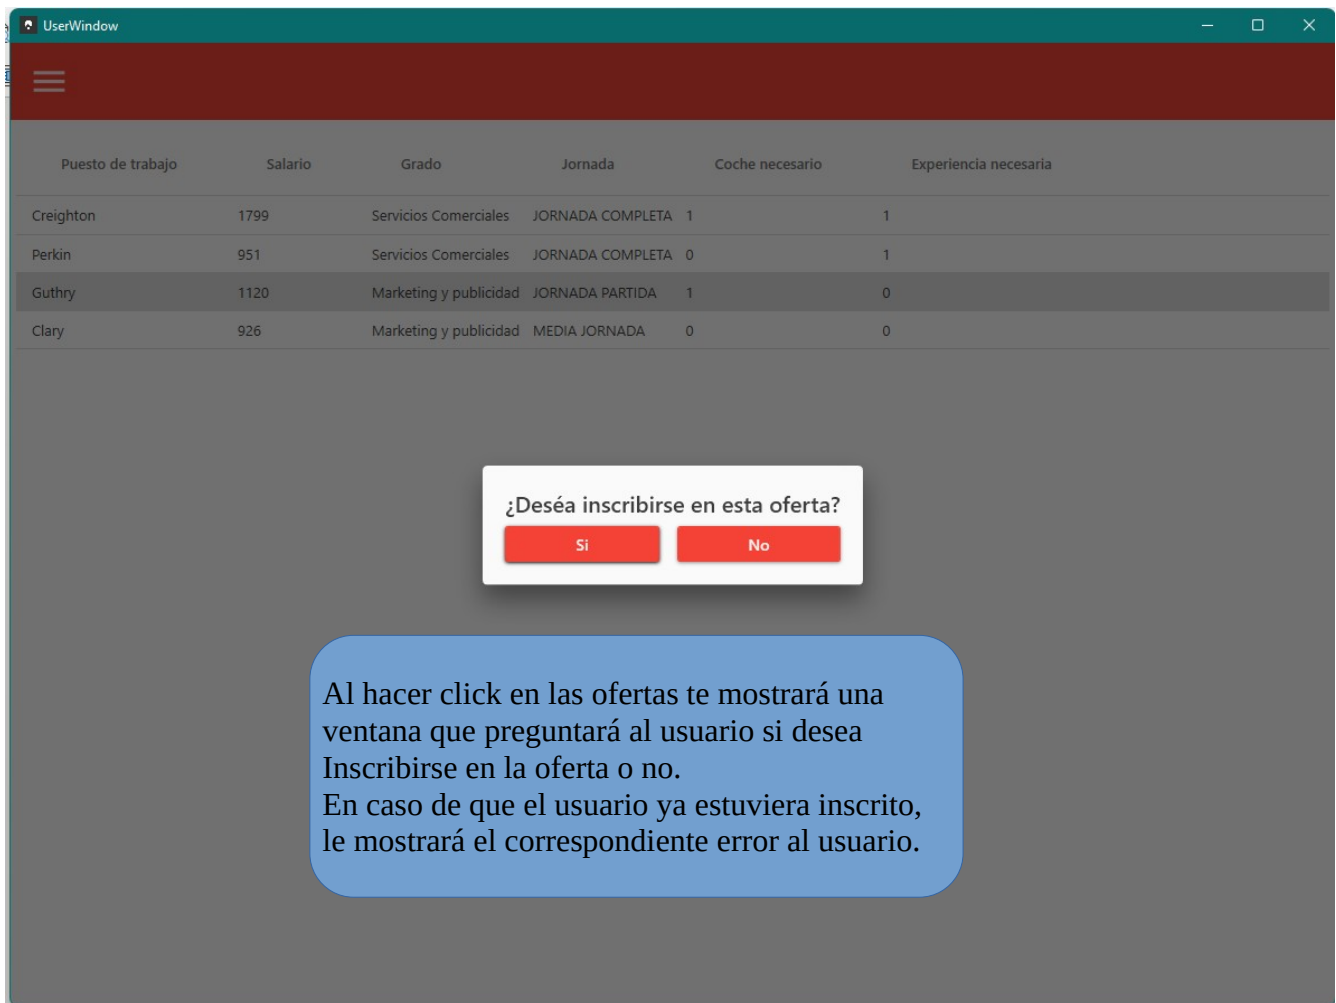 UserWindow
Puesto de trabajo Salario Grado Jornada Coche necesario Experiencia necesaria
Creighton 1799 Servicios Comerciales JORNADA COMPLETA 1 1
Perkin 951 Servicios Comerciales JORNADA COMPLETA 0 1
Guthry 1120 Marketing y publicidad JORNADA PARTIDA 1 0
Clary 926 Marketing y publicidad MEDIA JORNADA 0 0
¿Deséa inscribirse en esta oferta?
Si No
Al hacer click en las ofertas te mostrará una
ventana que preguntará al usuario si desea
Inscribirse en la oferta o no.
En caso de que el usuario ya estuviera inscrito,
le mostrará el correspondiente error al usuario.